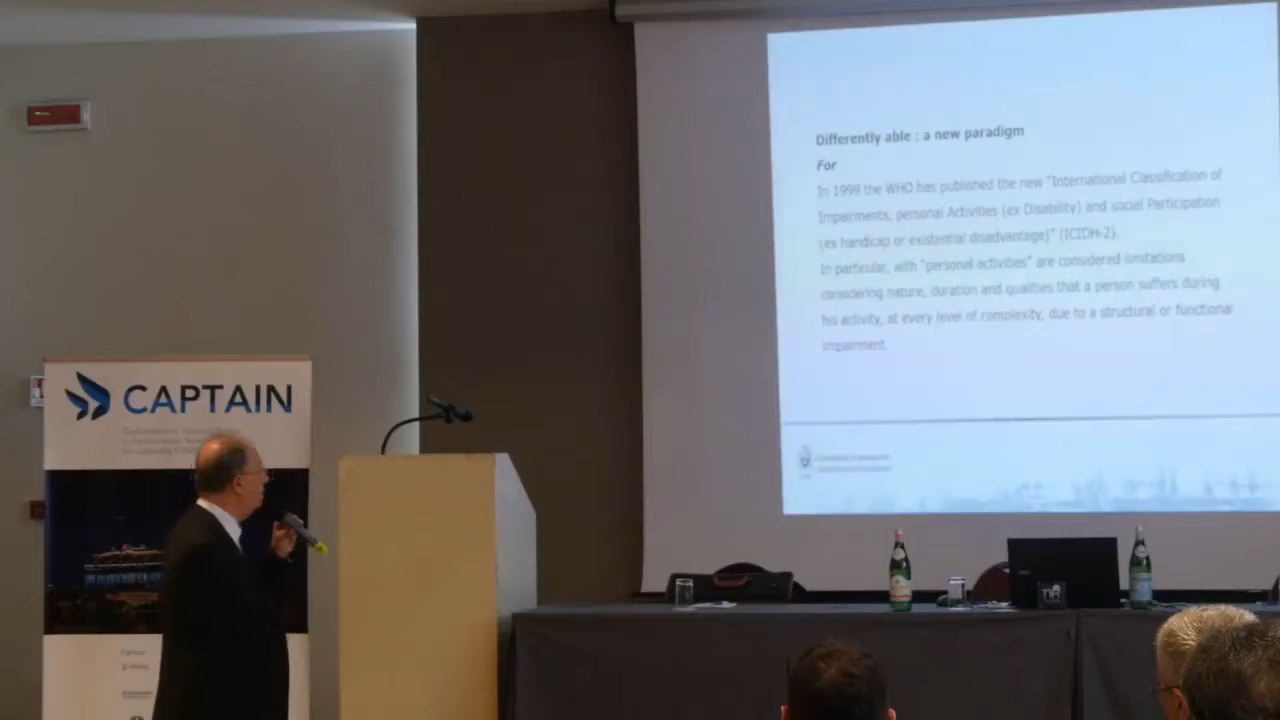 Differently able : a new paradigm
For
In 1999 the WHO has published the new "International Classification of
Impairments, personal Activities (ex Disability) and social Participation
(ex handicap or existential disadvantage)" (ICIDH-2).
In particular, with "personal activities" are considered limitations
considering nature, duration and qualities that a person suffers during
his activity, at every level of complexity, due to a structural or functional
impairment.
CAPTAIN
Partner